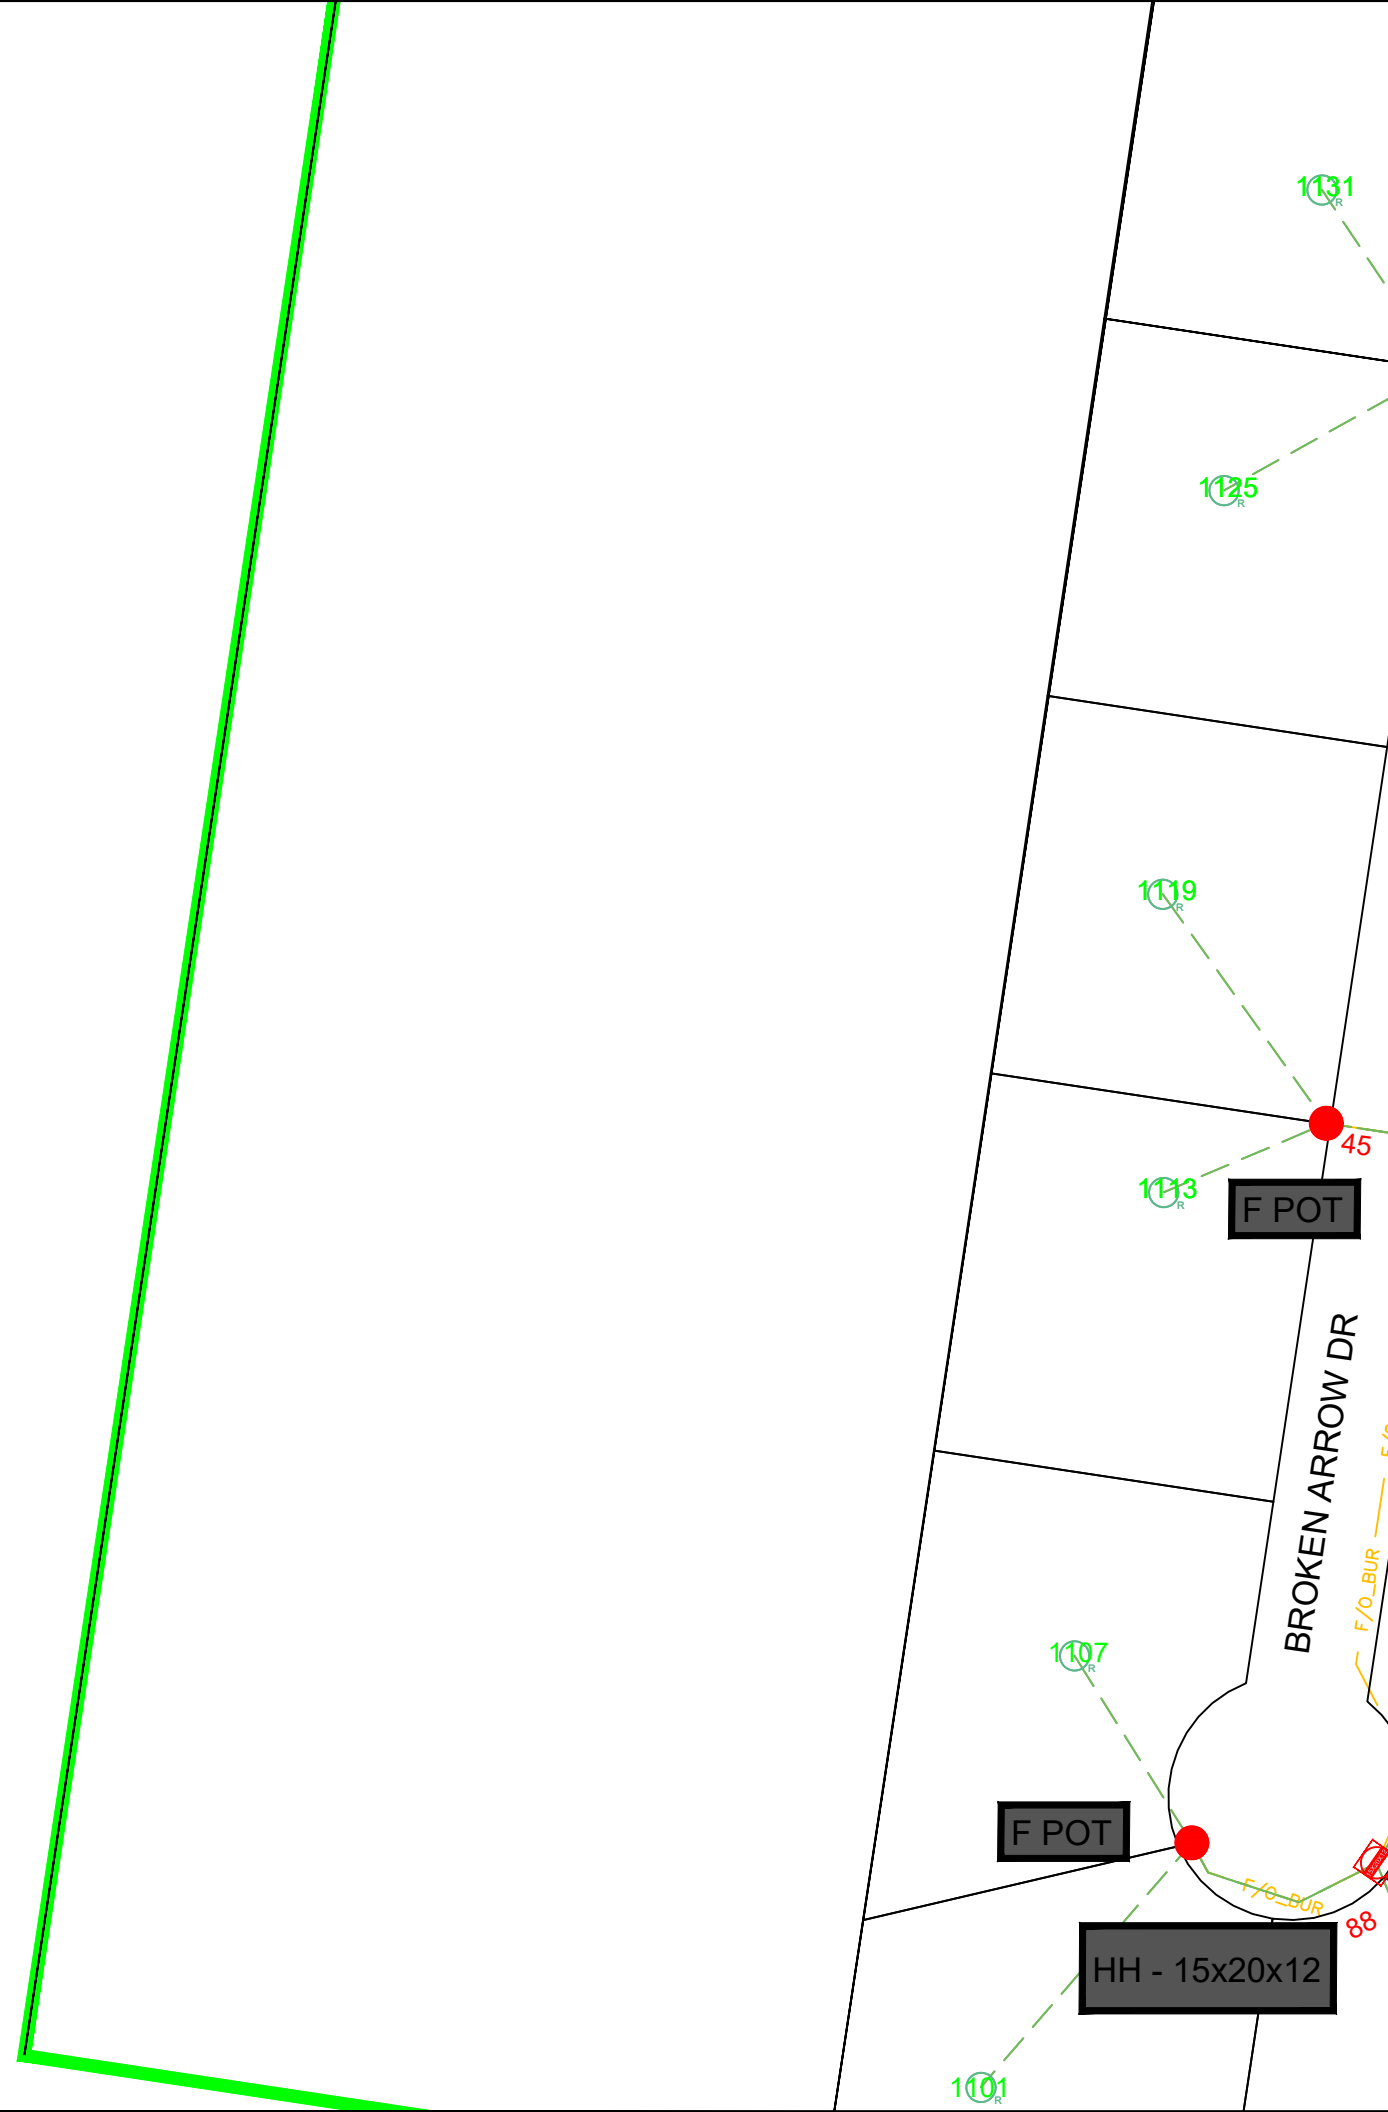 1131
R
1125
R
1119
R
45
1113
R
F POT
BROKEN ARROW DR
F/O_BUR
1107
R
F POT
F/O_BUR
88
HH - 15x20x12
1101
R